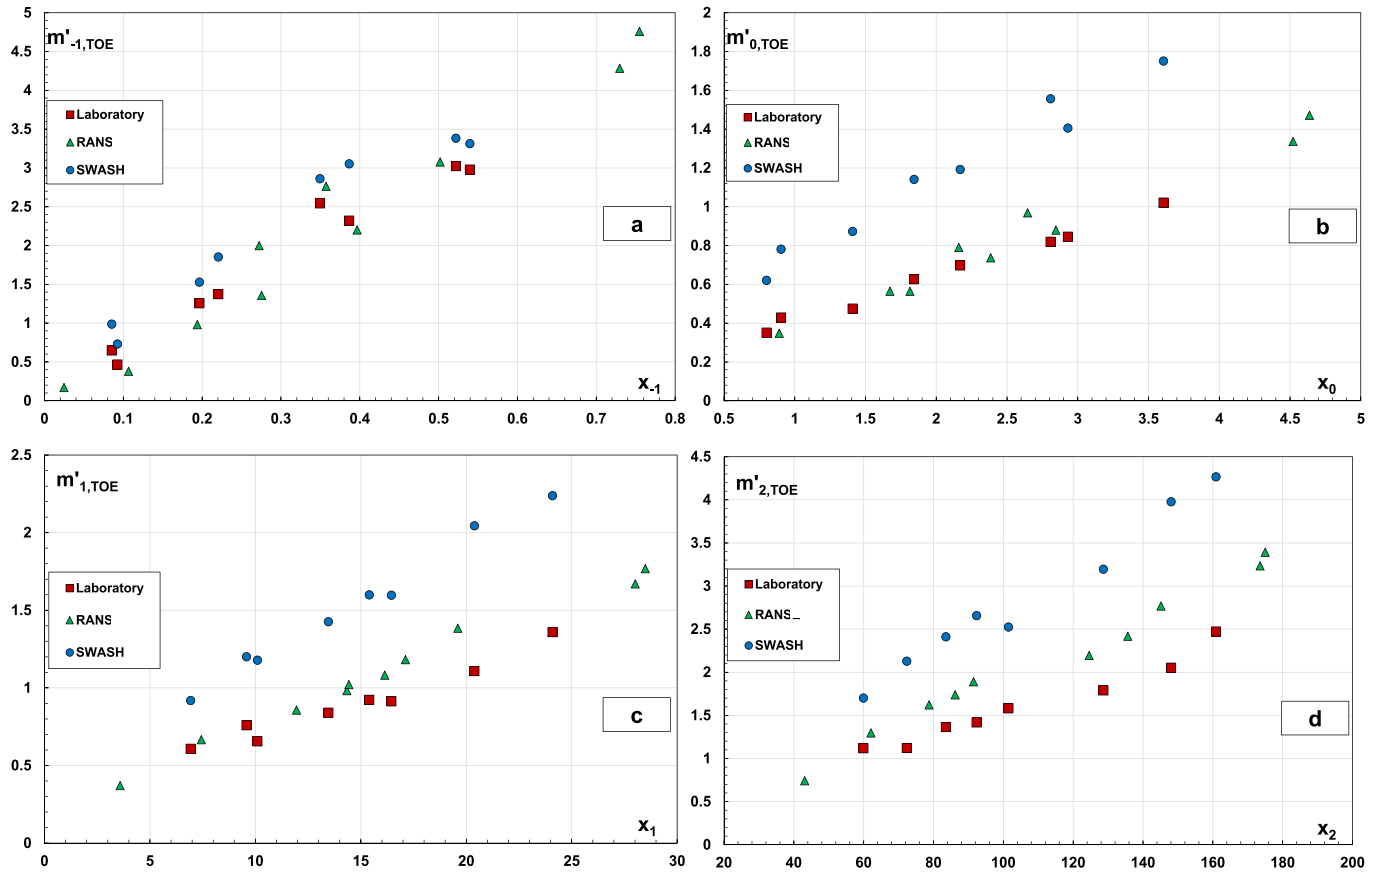 m'-1,TOE
5
4.5
4
3.5
3
2.5
2
1.5
1
0.5
0
Laboratory
RANS
SWASH
a
x-1
0 0.1 0.2 0.3 0.4 0.5 0.6 0.7 0.8
m'0,TOE
2
1.8
1.6
1.4
1.2
1
0.8
0.6
0.4
0.2
0
Laboratory
RANS
SWASH
b
x0
0.5 1 1.5 2 2.5 3 3.5 4 4.5 5
m'1,TOE
2.5
2
1.5
1
0.5
0
Laboratory
RANS
SWASH
c
x1
0 5 10 15 20 25 30
m'2,TOE
4.5
4
3.5
3
2.5
2
1.5
1
0.5
0
Laboratory
RANS_
SWASH
d
x2
20 40 60 80 100 120 140 160 180 200